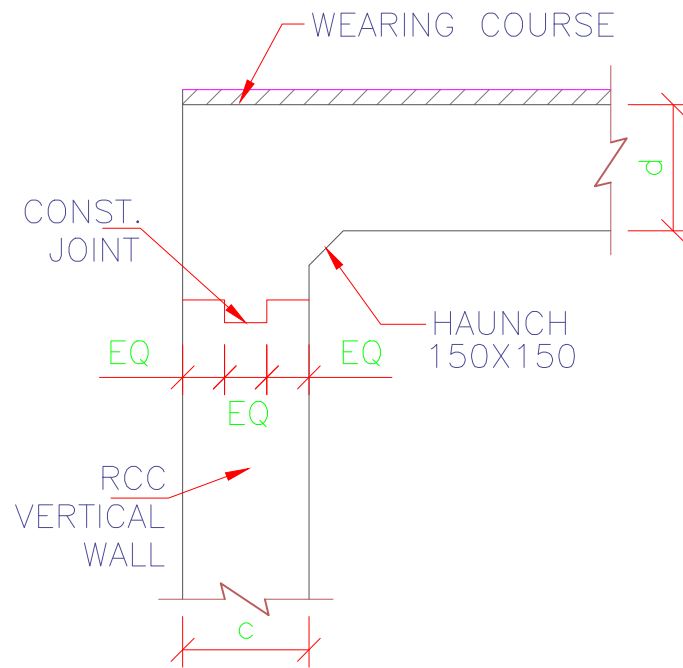 WEARING COURSE
d
CONST.
JOINT
HAUNCH
150X150
EQ
EQ
EQ
RCC
VERTICAL
WALL
c